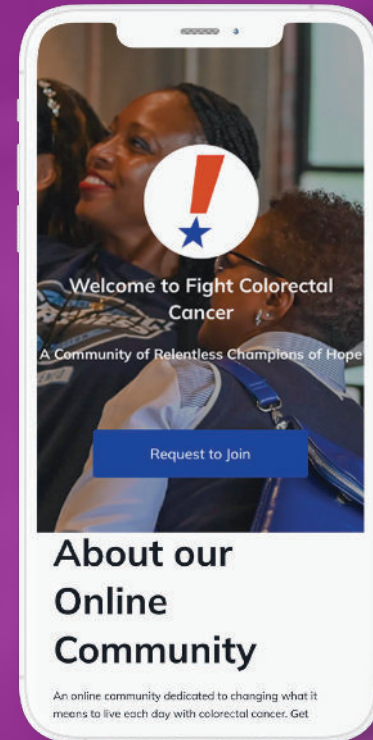 Welcome to Fight Colorectal
Cancer
A Community of Relentless Champions of Hope
Request to Join
About our
Online
Community
An online community dedicated to changing what it
means to live each day with colorectal cancer. Get